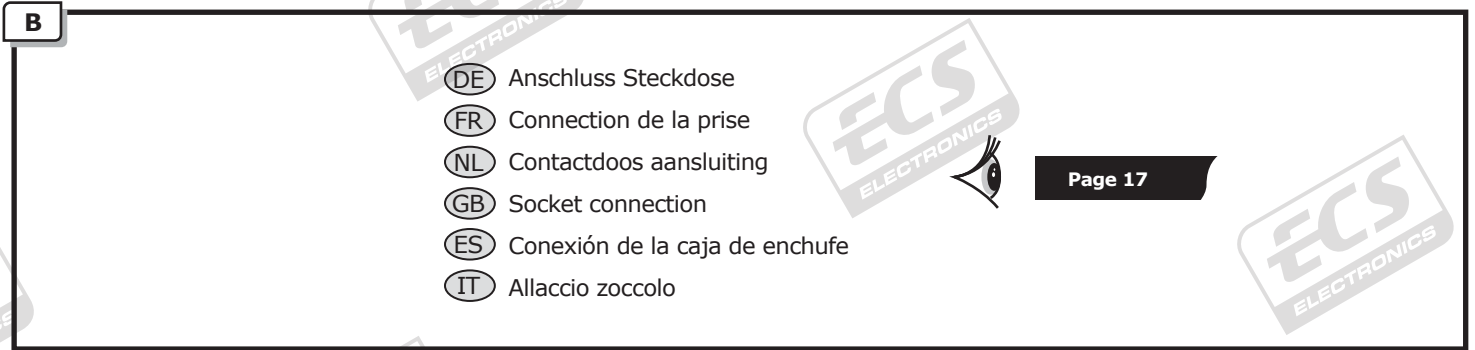 B
DE Anschluss Steckdose
FR Connection de la prise
NL Contactdoos aansluiting
GB Socket connection
ES Conexión de la caja de enchufe
IT Allaccio zoccolo
Page 17
ECS
ELECTRONICS
ECS
ELECTRONICS
ELECTRONICS